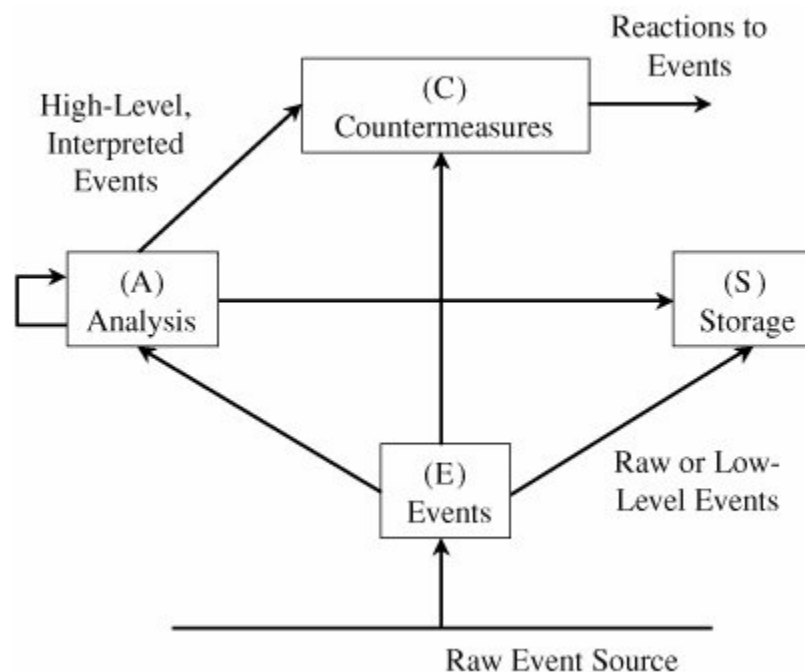 Reactions to
Events
(C)
Countermeasures
High-Level,
Interpreted
Events
(A)
Analysis
(S)
Storage
(E)
Events
Raw or Low-
Level Events
Raw Event Source